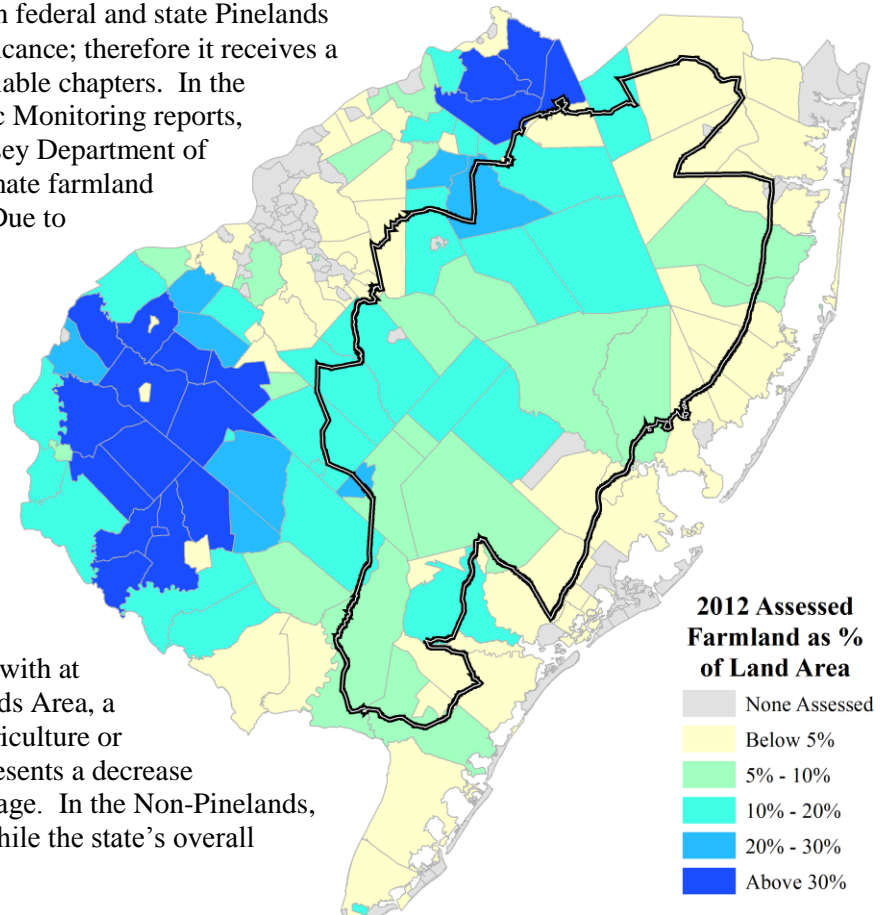 n federal and state Pinelands
icance; therefore it receives a
able chapters.  In the
c Monitoring reports,
sey Department of
nate farmland
Due to
with at
ds Area, a
riculture or
esents a decrease
age.  In the Non-Pinelands,
hile the state's overall
2012 Assessed
Farmland as %
of Land Area
None Assessed
Below 5%
5% - 10%
10% - 20%
20% - 30%
Above 30%